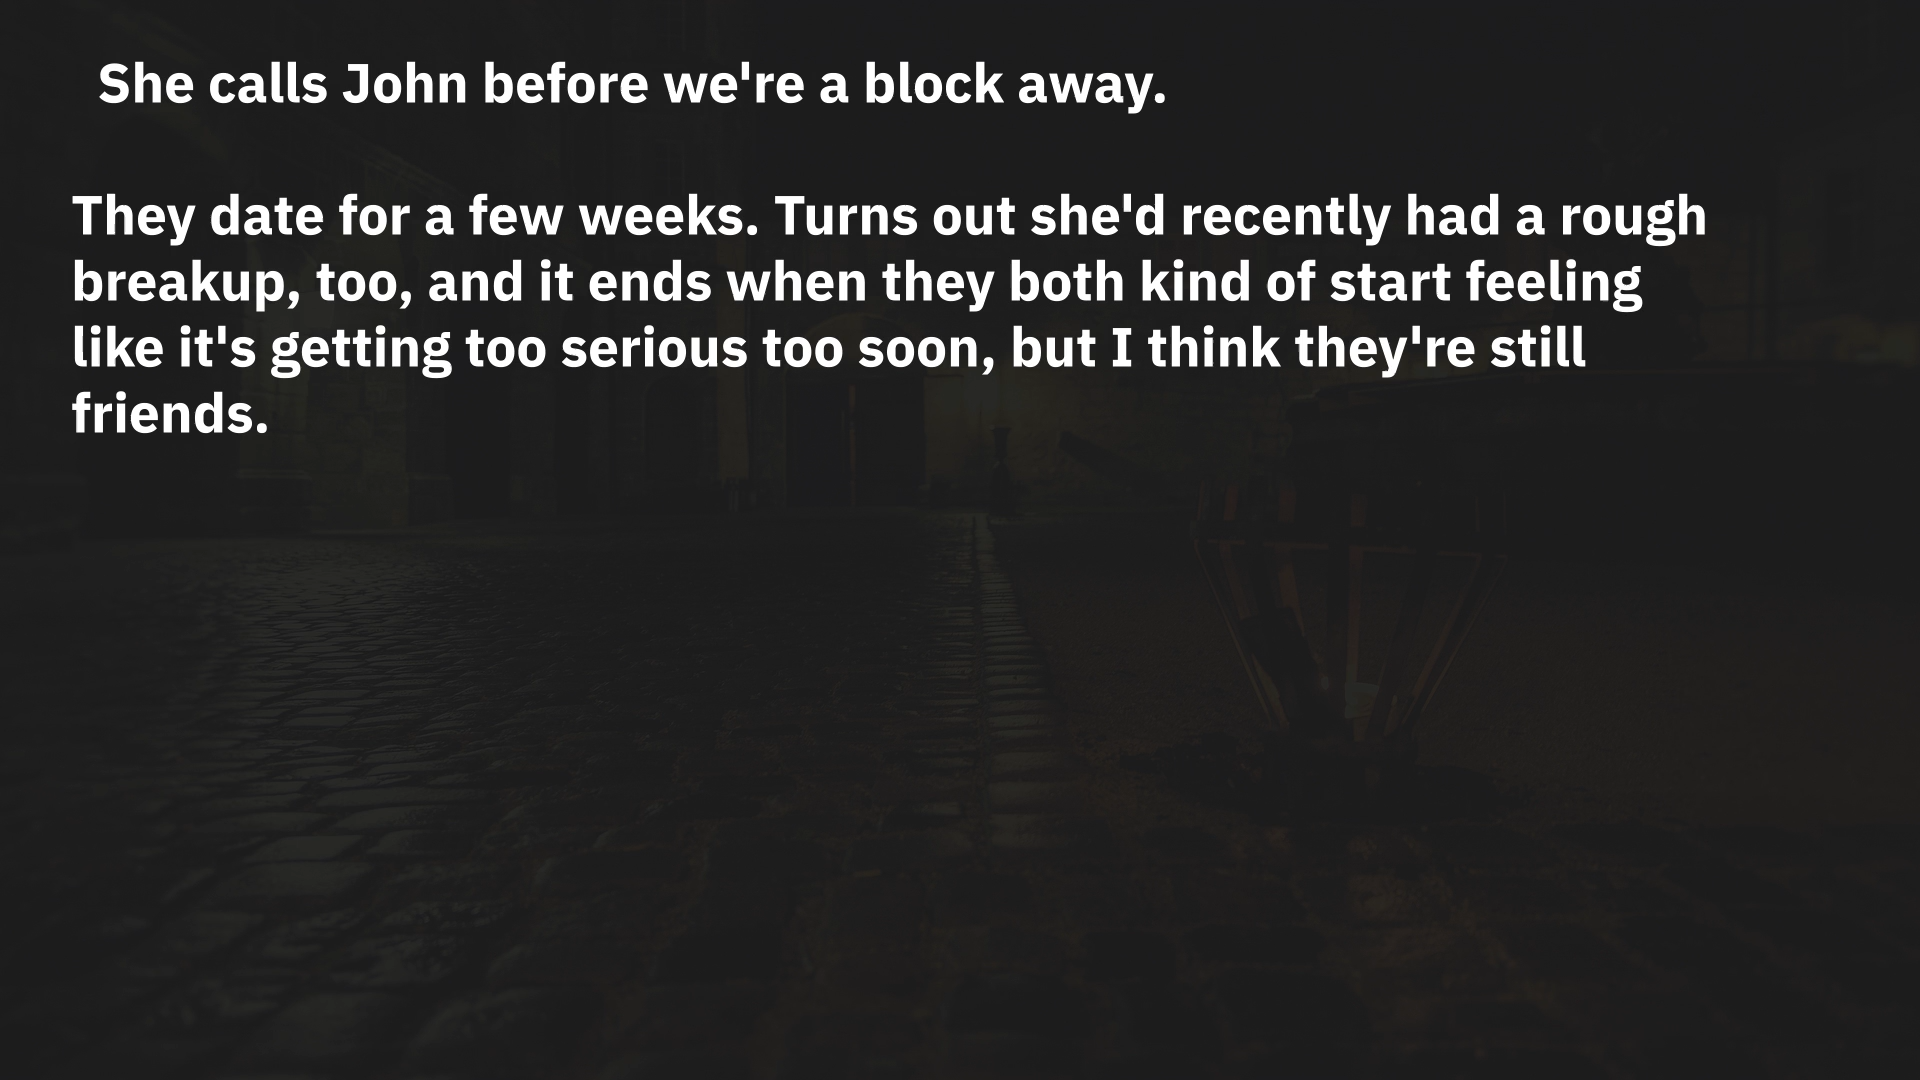 She calls John before we're a block away.
They date for a few weeks. Turns out she'd recently had a rough
breakup, too, and it ends when they both kind of start feeling
like it's getting too serious too soon, but I think they're still
friends.